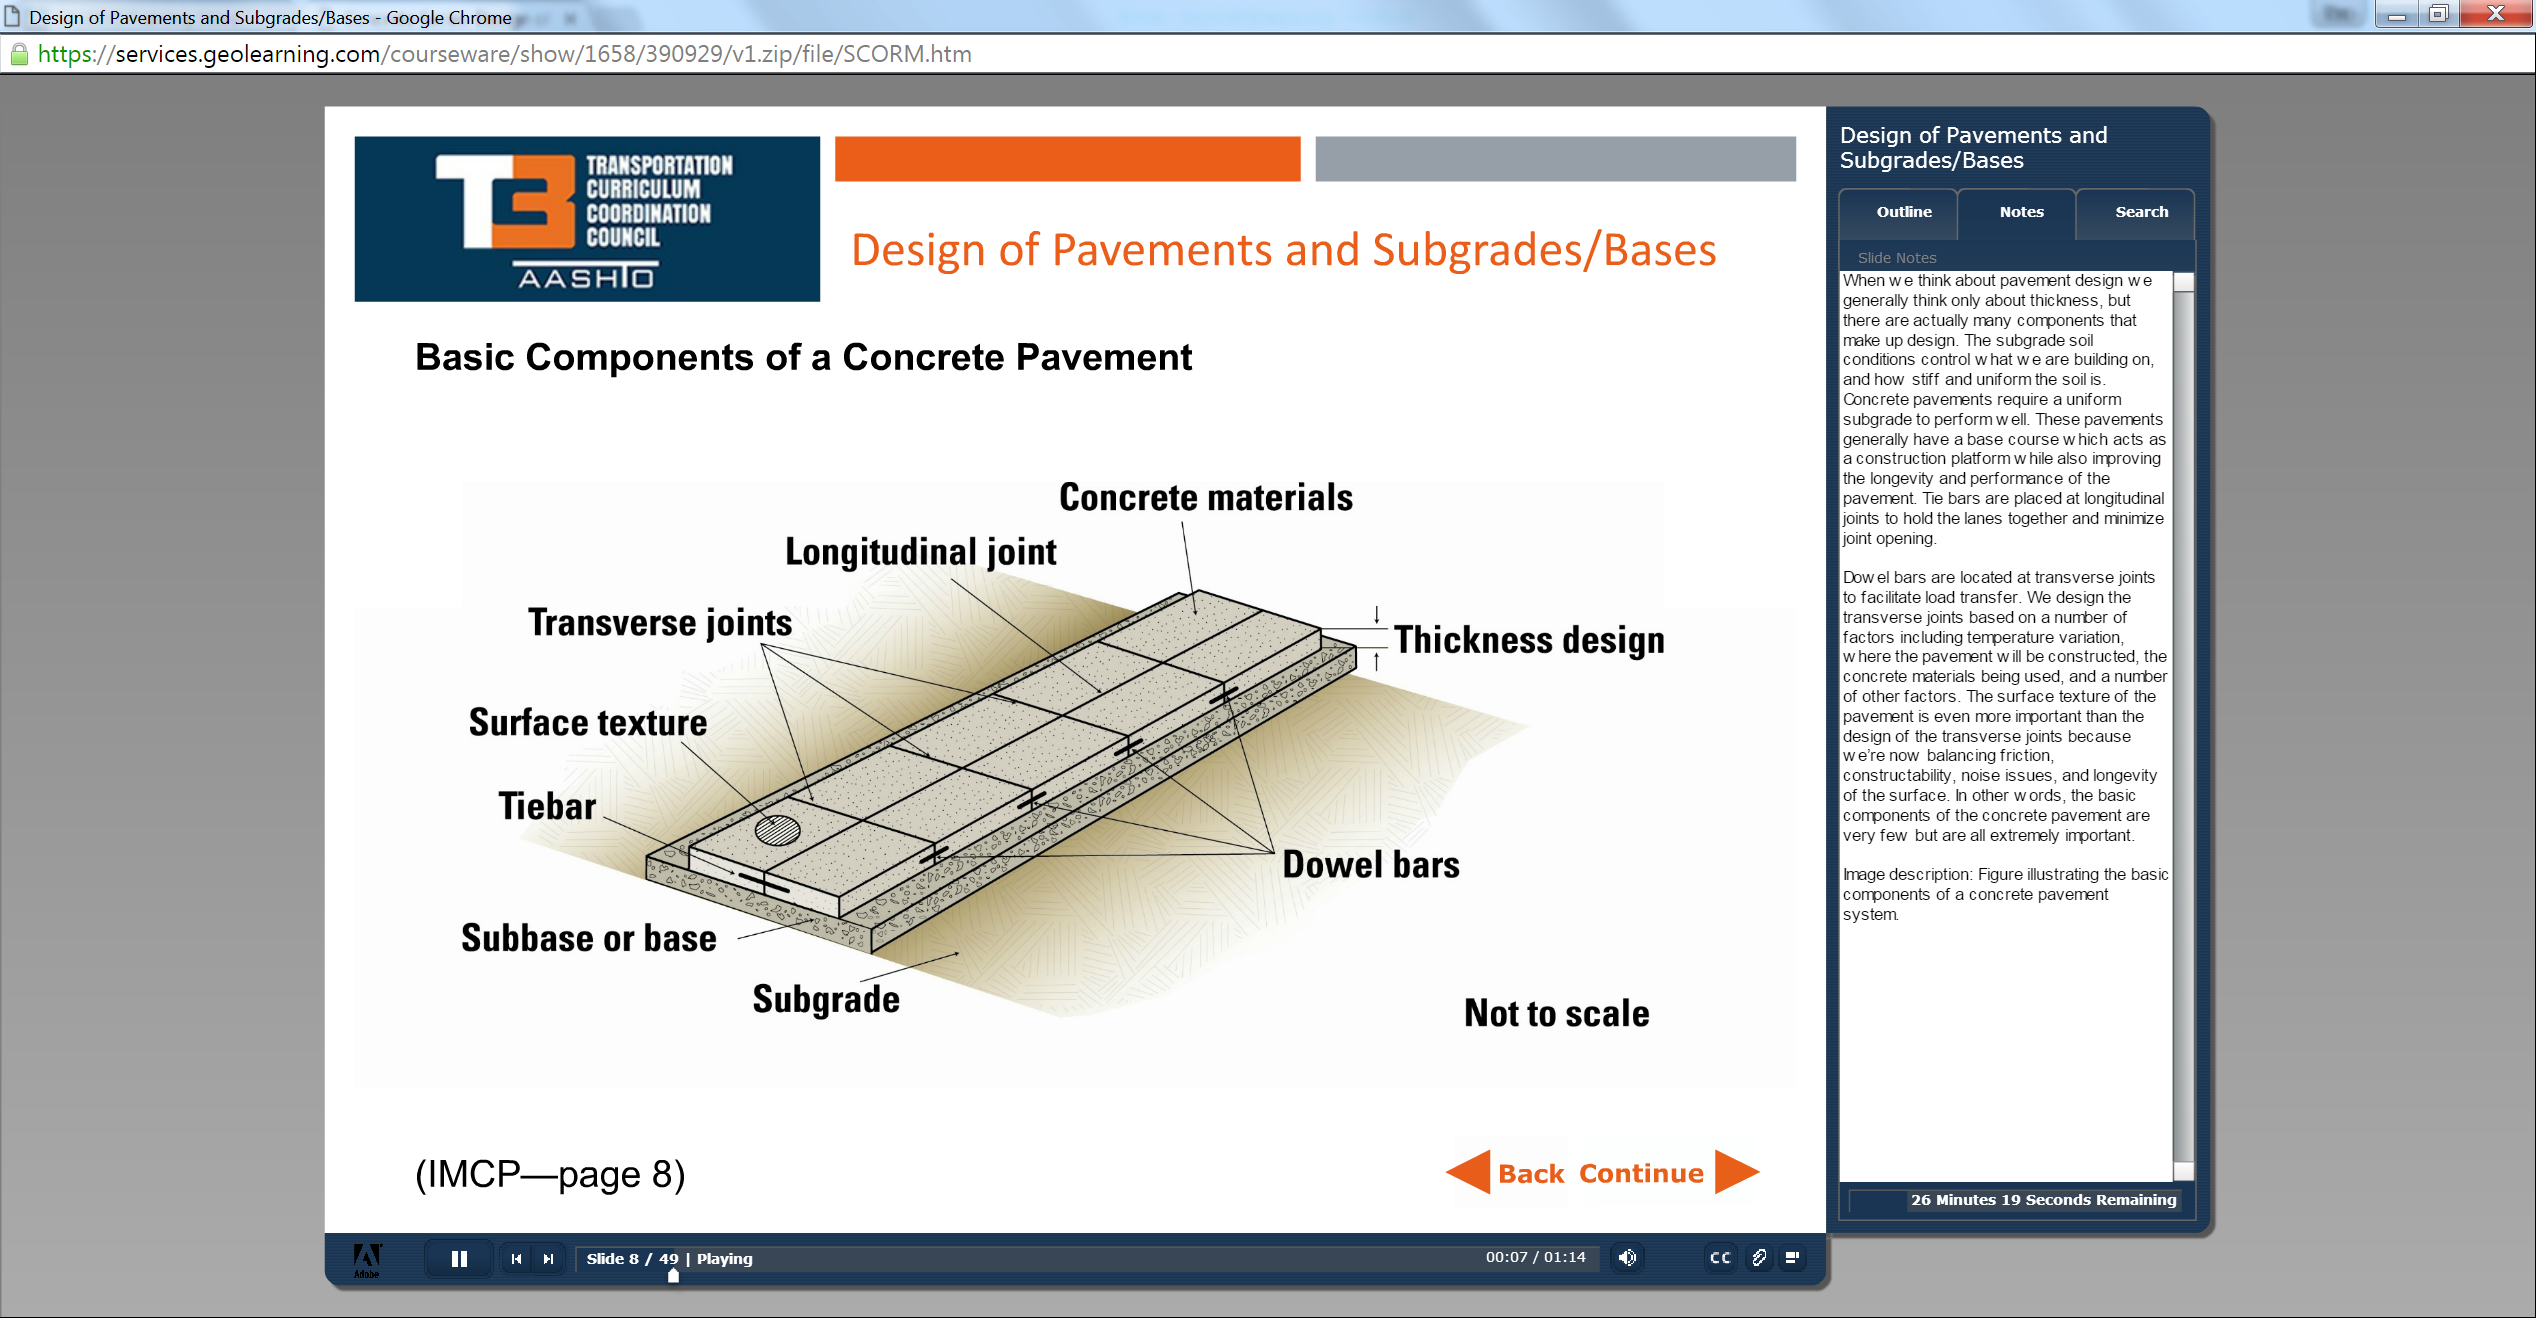 Design of Pavements and Subgrades/Bases - Google Chrome
https://services.geolearning.com/courseware/show/1658/390929/v1.zip/file/SCORM.htm
T3 TRANSPORTATION
CURRICULUM
COORDINATION
COUNCIL
AASHTO
Design of Pavements and Subgrades/Bases
Basic Components of a Concrete Pavement
Concrete materials
Longitudinal joint
Transverse joints
Thickness design
Surface texture
Tiebar
Dowel bars
Subbase or base
Subgrade
Not to scale
(IMCP—page 8)
Back Continue
Adobe
Slide 8 / 49 | Playing
00:07 / 01:14
CC
Design of Pavements and
Subgrades/Bases
Outline Notes Search
Slide Notes
When we think about pavement design we
generally think only about thickness, but
there are actually many components that
make up design. The subgrade soil
conditions control what we are building on,
and how stiff and uniform the soil is.
Concrete pavements require a uniform
subgrade to perform well. These pavements
generally have a base course which acts as
a construction platform while also improving
the longevity and performance of the
pavement. Tie bars are placed at longitudinal
joints to hold the lanes together and minimize
joint opening.
Dowel bars are located at transverse joints
to facilitate load transfer. We design the
transverse joints based on a number of
factors including temperature variation,
where the pavement will be constructed, the
concrete materials being used, and a number
of other factors. The surface texture of the
pavement is even more important than the
design of the transverse joints because
we're now balancing friction,
constructability, noise issues, and longevity
of the surface. In other words, the basic
components of the concrete pavement are
very few but are all extremely important.
Image description: Figure illustrating the basic
components of a concrete pavement
system.
26 Minutes 19 Seconds Remaining